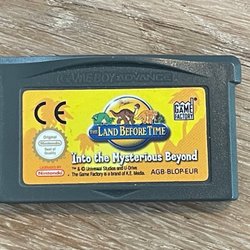 GAME BOY ADVANCE
CE
GAME
FACTORY
THE LAND BEFORE TIME
Into the Mysterious Beyond
Original
Nintendo
Seal of
Quality
LICENSED BY
Nintendo
™ & © Universal Studios and U-Drive
The Game Factory is a brand of K.E. Media.
AGB-BLOP-EUR